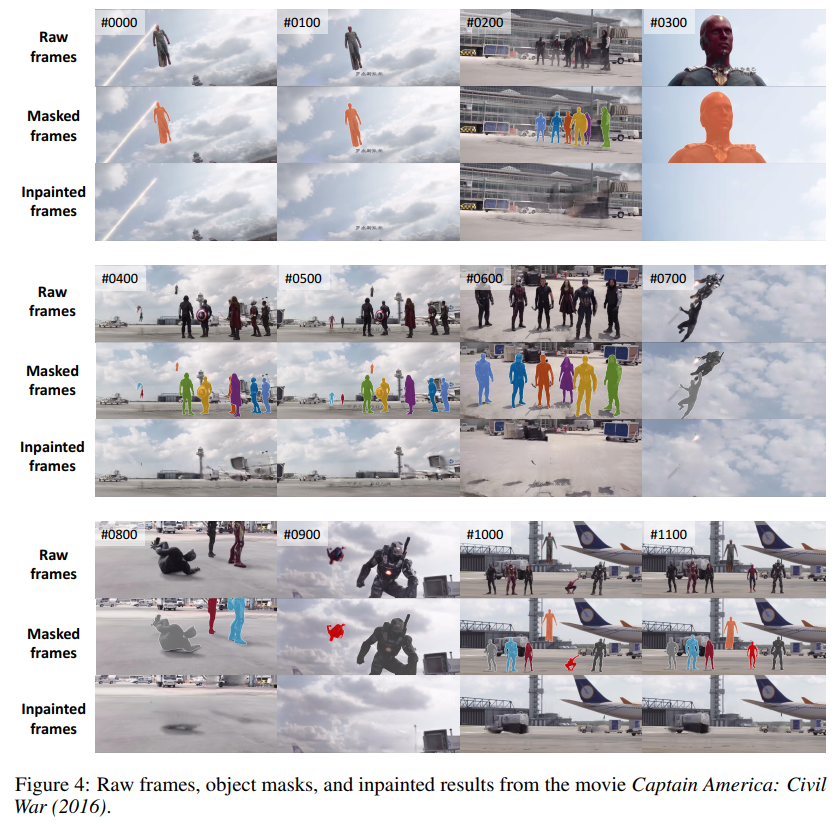 Raw
frames
#0000
#0100
#0200
#0300
Masked
frames
Inpainted
frames
Raw
frames
#0400
#0500
#0600
#0700
Masked
frames
Inpainted
frames
Raw
frames
#0800
#0900
#1000
#1100
Masked
frames
Inpainted
frames
Figure 4: Raw frames, object masks, and inpainted results from the movie Captain America: Civil
War (2016).